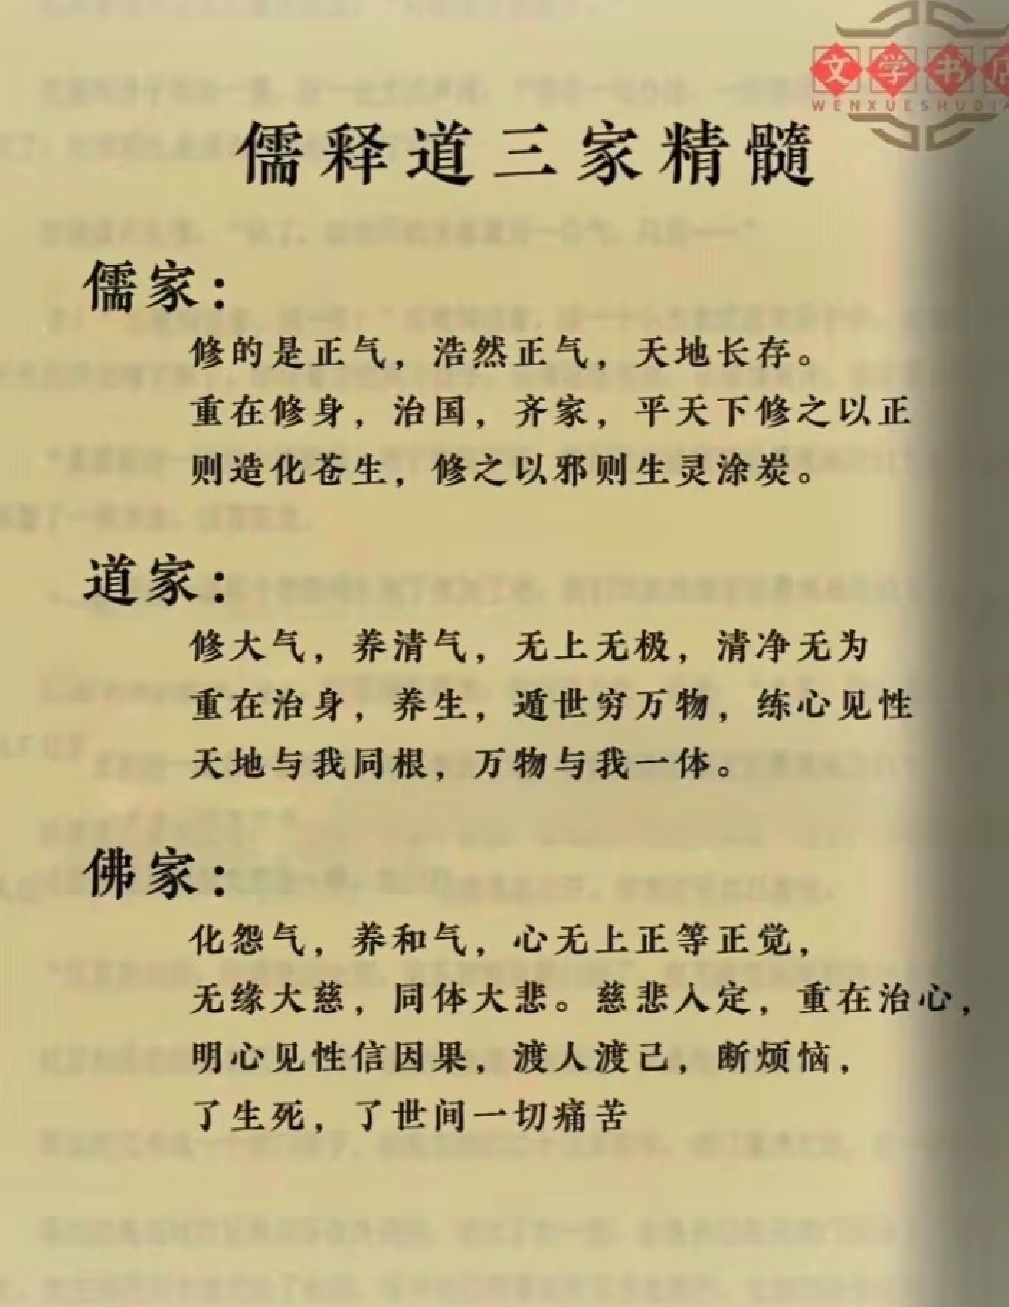 文学书店
WENXUESHUDIA
儒释道三家精髓
儒家：
修的是正气，浩然正气，天地长存。
重在修身，治国，齐家，平天下修之以正
则造化苍生，修之以邪则生灵涂炭。
道家：
修大气，养清气，无上无极，清净无为
重在治身，养生，遁世穷万物，练心见性
天地与我同根，万物与我一体。
佛家：
化怨气，养和气，心无上正等正觉，
无缘大慈，同体大悲。慈悲入定，重在治心，
明心见性信因果，渡人渡己，断烦恼，
了生死，了世间一切痛苦